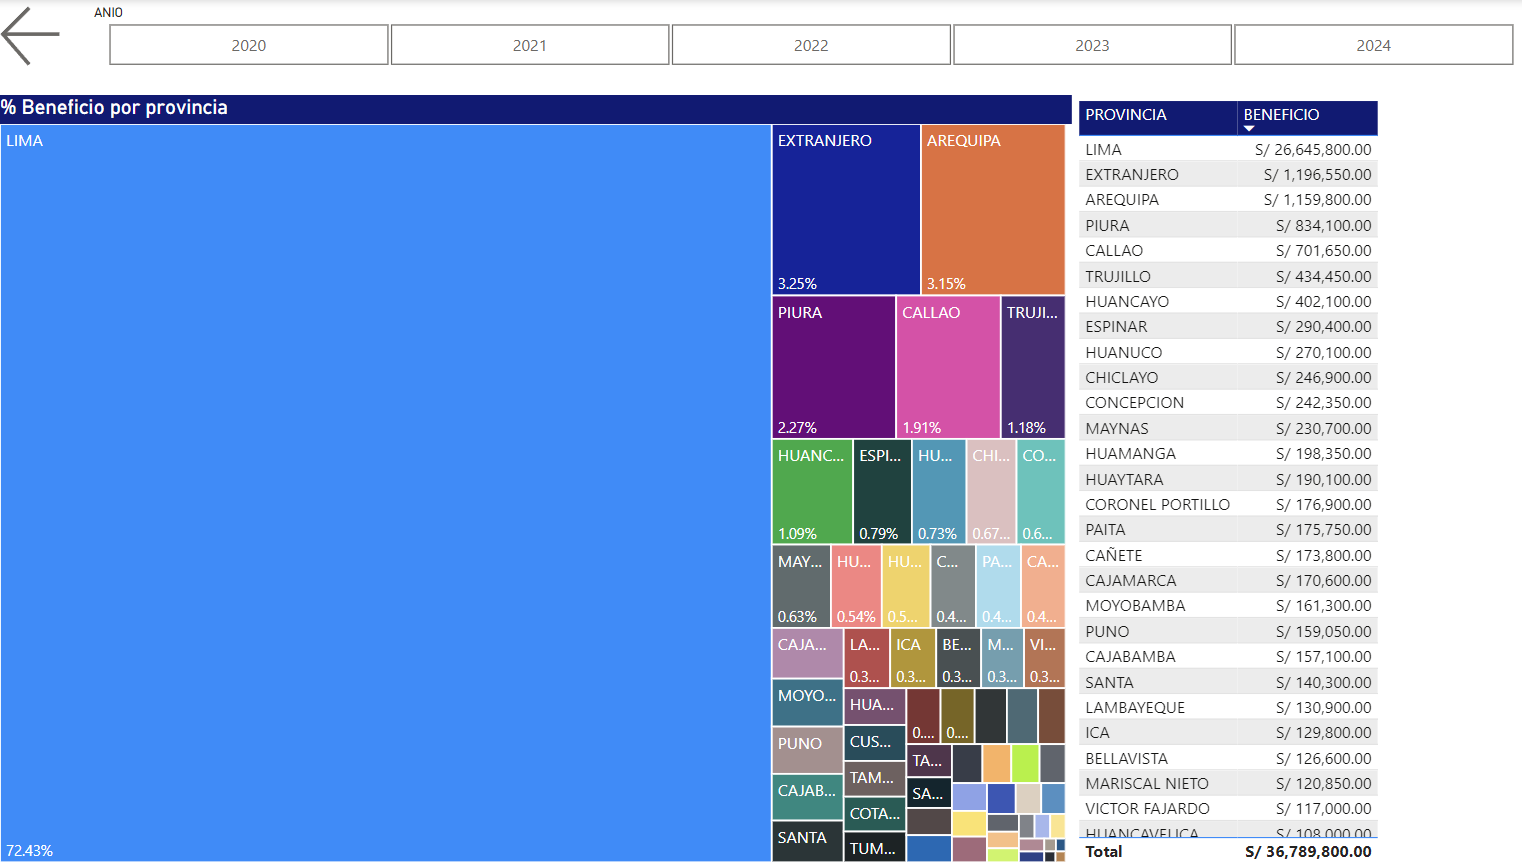 ANIO
2020 2021 2022 2023 2024
% Beneficio por provincia
LIMA
72.43%
EXTRANJERO
3.25%
AREQUIPA
3.15%
PIURA
2.27%
CALLAO
1.91%
TRUJI...
1.18%
HUANC...
1.09%
ESPI...
0.79%
HU...
0.73%
CHI...
0.67...
CO...
0.6...
MAY...
0.63%
HU...
0.54%
HU...
0.5...
C...
0.4...
PA...
0.4...
CA...
0.4...
CAJA...
MOYO...
PUNO
CAJAB...
SANTA
LA...
0.3...
ICA
0.3...
BE...
0.3...
M...
0.3...
VI...
0.3...
HUA...
CUS...
TAM...
COTA...
TUM...
0....
0....
TA...
SA...
PROVINCIA BENEFICIO
LIMA S/ 26,645,800.00
EXTRANJERO S/ 1,196,550.00
AREQUIPA S/ 1,159,800.00
PIURA S/ 834,100.00
CALLAO S/ 701,650.00
TRUJILLO S/ 434,450.00
HUANCAYO S/ 402,100.00
ESPINAR S/ 290,400.00
HUANUCO S/ 270,100.00
CHICLAYO S/ 246,900.00
CONCEPCION S/ 242,350.00
MAYNAS S/ 230,700.00
HUAMANGA S/ 198,350.00
HUAYTARA S/ 190,100.00
CORONEL PORTILLO S/ 176,900.00
PAITA S/ 175,750.00
CAÑETE S/ 173,800.00
CAJAMARCA S/ 170,600.00
MOYOBAMBA S/ 161,300.00
PUNO S/ 159,050.00
CAJABAMBA S/ 157,100.00
SANTA S/ 140,300.00
LAMBAYEQUE S/ 130,900.00
ICA S/ 129,800.00
BELLAVISTA S/ 126,600.00
MARISCAL NIETO S/ 120,850.00
VICTOR FAJARDO S/ 117,000.00
HUANCAVELICA S/ 108,000.00
Total S/ 36,789,800.00